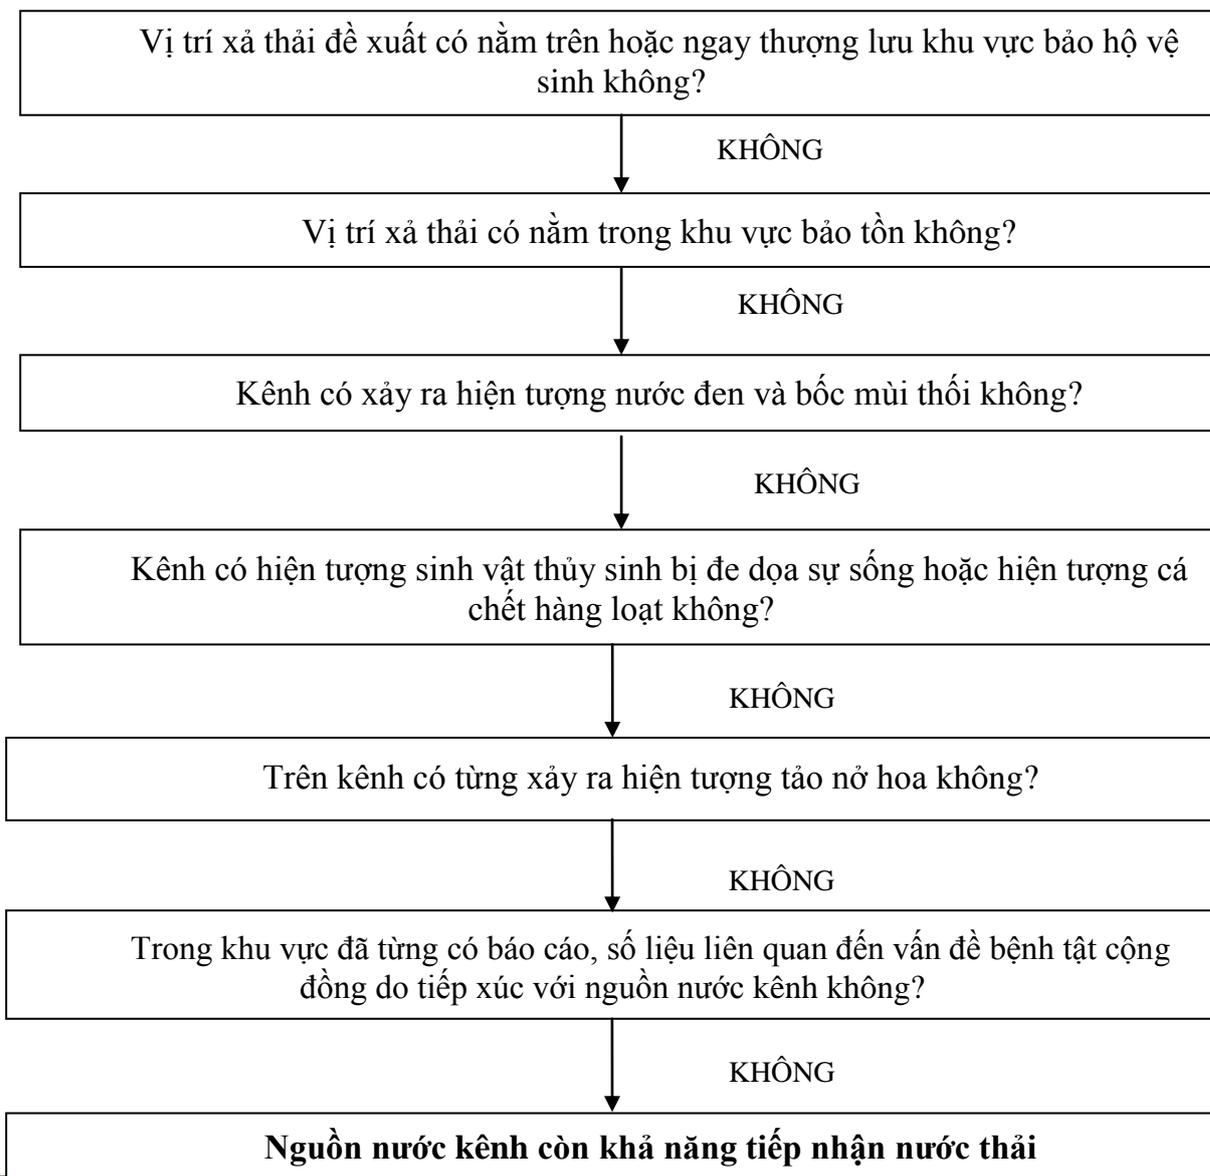 Vị trí xả thải đề xuất có nằm trên hoặc ngay thượng lưu khu vực bảo hộ vệ
sinh không?
KHÔNG
Vị trí xả thải có nằm trong khu vực bảo tồn không?
KHÔNG
Kênh có xảy ra hiện tượng nước đen và bốc mùi thối không?
KHÔNG
Kênh có hiện tượng sinh vật thủy sinh bị đe dọa sự sống hoặc hiện tượng cá
chết hàng loạt không?
KHÔNG
Trên kênh có từng xảy ra hiện tượng tảo nở hoa không?
KHÔNG
Trong khu vực đã từng có báo cáo, số liệu liên quan đến vấn đề bệnh tật cộng
đồng do tiếp xúc với nguồn nước kênh không?
KHÔNG
Nguồn nước kênh còn khả năng tiếp nhận nước thải